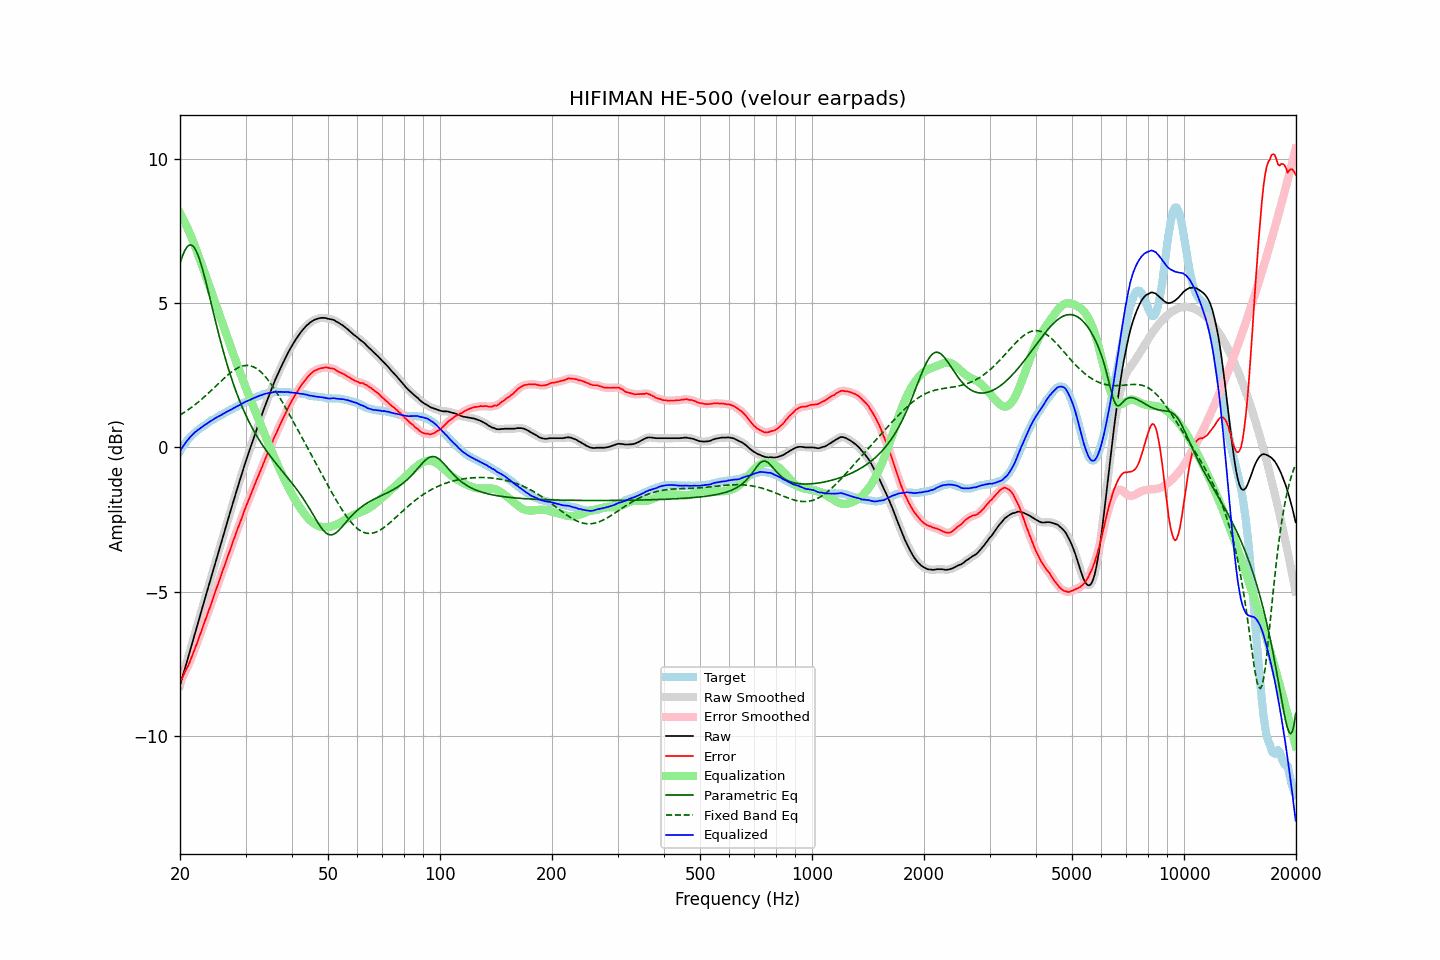 HIFIMAN HE-500 (velour earpads)
Amplitude (dBr)
10
5
0
−5
−10
Target
Raw Smoothed
Error Smoothed
Raw
Error
Equalization
Parametric Eq
Fixed Band Eq
Equalized
20 50 100 200 500 1000 2000 5000 10000 20000
Frequency (Hz)